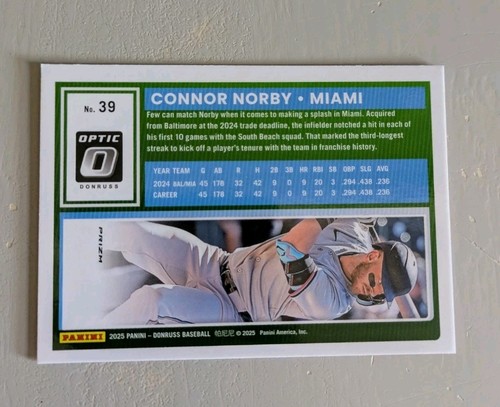 No. 39
OPTIC
DONRUSS
CONNOR NORBY • MIAMI
Few can match Norby when it comes to making a splash in Miami. Acquired
from Baltimore at the 2024 trade deadline, the infielder notched a hit in each of
his first 10 games with the South Beach squad. That marked the third-longest
streak to kick off a player's tenure with the team in franchise history.
YEAR TEAM G AB R H 2B 3B HR RBI SB OBP SLG AVG
2024 BAL/MIA 45 178 32 42 9 0 9 20 3 .294 .438 .236
CAREER 45 178 32 42 9 0 9 20 3 .294 .438 .236
PRIZM
PANINI
2025 PANINI – DONRUSS BASEBALL 帕尼尼 © 2025 Panini America, Inc.